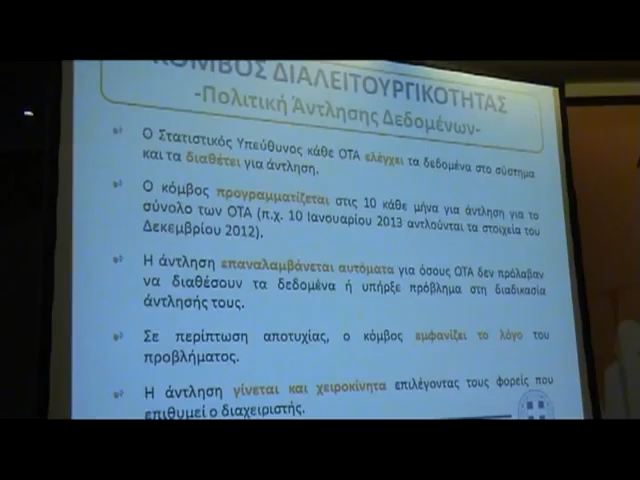 ΚΟΜΒΟΣ ΔΙΑΛΕΙΤΟΥΡΓΙΚΟΤΗΤΑΣ
-Πολιτική Άντλησης Δεδομένων-
Ο Στατιστικός Υπεύθυνος κάθε ΟΤΑ ελέγχει τα δεδομένα στο σύστημα
και τα διαθέτει για άντληση.
Ο κόμβος προγραμματίζεται στις 10 κάθε μήνα για άντληση για το
σύνολο των ΟΤΑ (π.χ. 10 Ιανουαρίου 2013 αντλούνται τα στοιχεία του
Δεκεμβρίου 2012).
Η άντληση επαναλαμβάνεται αυτόματα για όσους ΟΤΑ δεν πρόλαβαν
να διαθέσουν τα δεδομένα ή υπήρξε πρόβλημα στη διαδικασία
άντλησής τους.
Σε περίπτωση αποτυχίας, ο κόμβος εμφανίζει το λόγο του
προβλήματος.
Η άντληση γίνεται και χειροκίνητα επιλέγοντας τους φορείς που
επιθυμεί ο διαχειριστής.